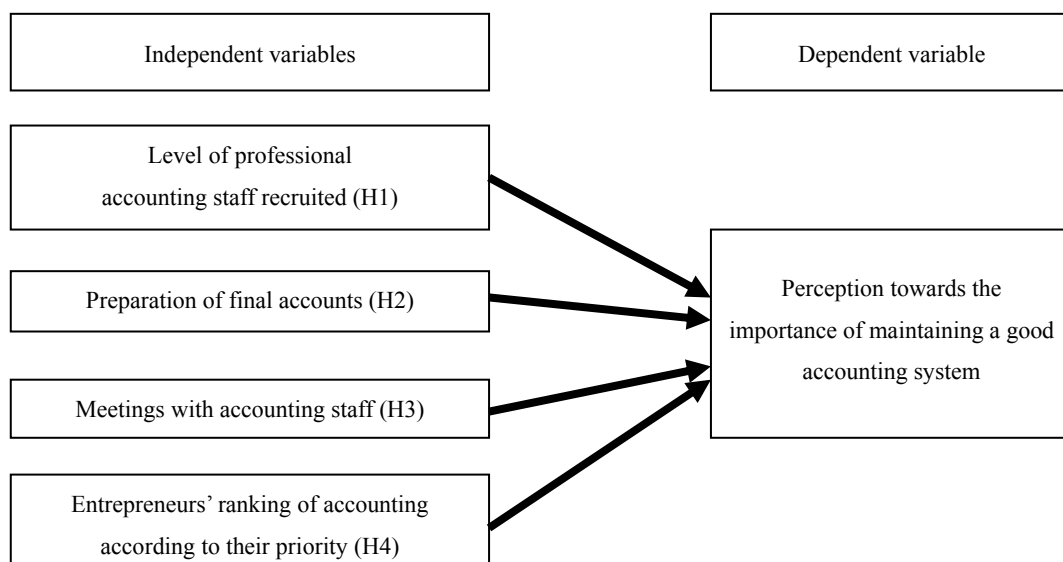 Independent variables
Dependent variable
Level of professional
accounting staff recruited (H1)
Preparation of final accounts (H2)
Meetings with accounting staff (H3)
Entrepreneurs’ ranking of accounting
according to their priority (H4)
Perception towards the
importance of maintaining a good
accounting system